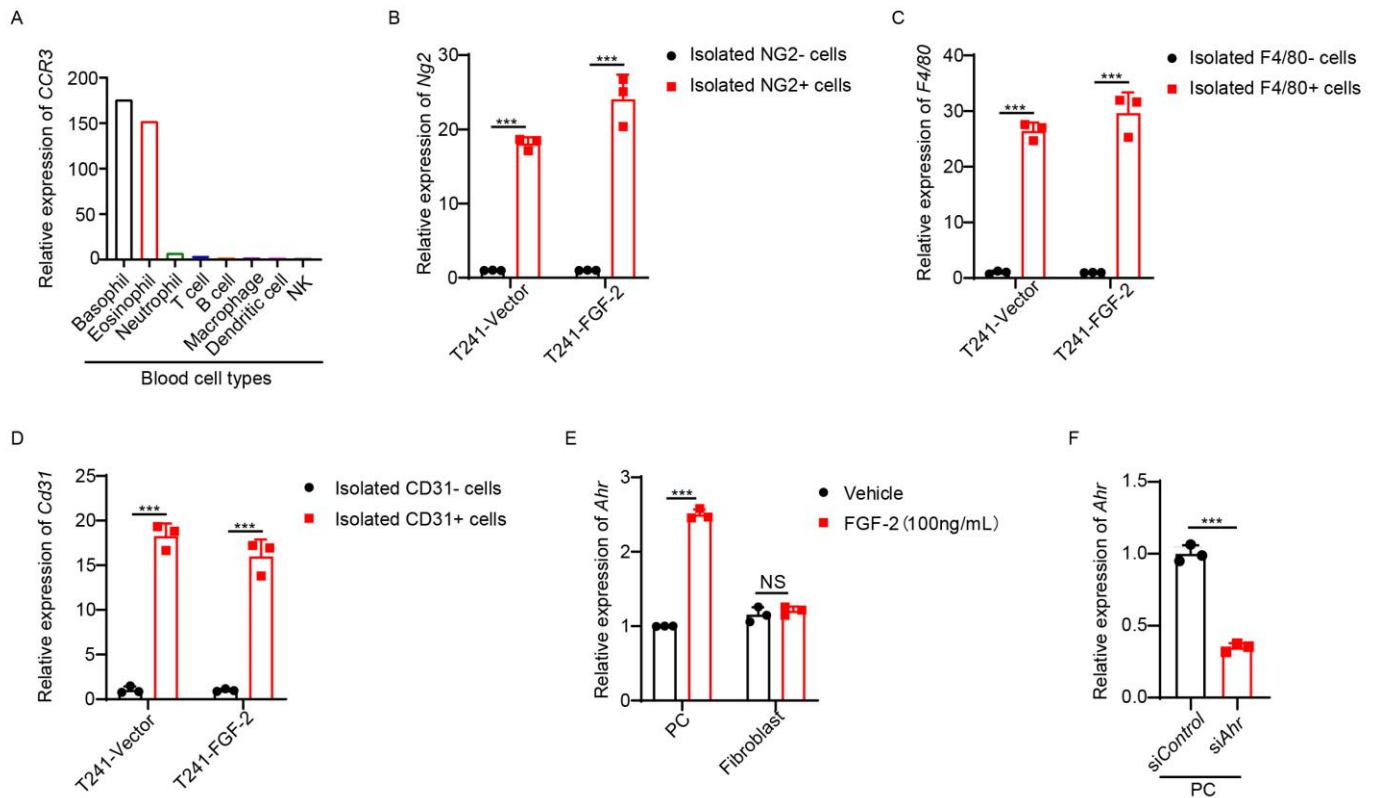 A
Relative expression of CCR3
200
150
100
50
0
Basophil
Eosinophil
Neutrophil
T cell
B cell
Macrophage
Dendritic cell
NK
Blood cell types
B
Relative expression of Ng2
30
20
10
0
***
***
T241-Vector
T241-FGF-2
Isolated NG2- cells
Isolated NG2+ cells
C
Relative expression of F4/80
40
30
20
10
0
***
***
T241-Vector
T241-FGF-2
Isolated F4/80- cells
Isolated F4/80+ cells
D
Relative expression of Cd31
25
20
15
10
5
0
***
***
T241-Vector
T241-FGF-2
Isolated CD31- cells
Isolated CD31+ cells
E
Relative expression of Ahr
3
2
1
0
***
NS
PC
Fibroblast
Vehicle
FGF-2 (100ng/mL)
F
Relative expression of Ahr
1.5
1.0
0.5
0.0
***
siControl
siAhr
PC